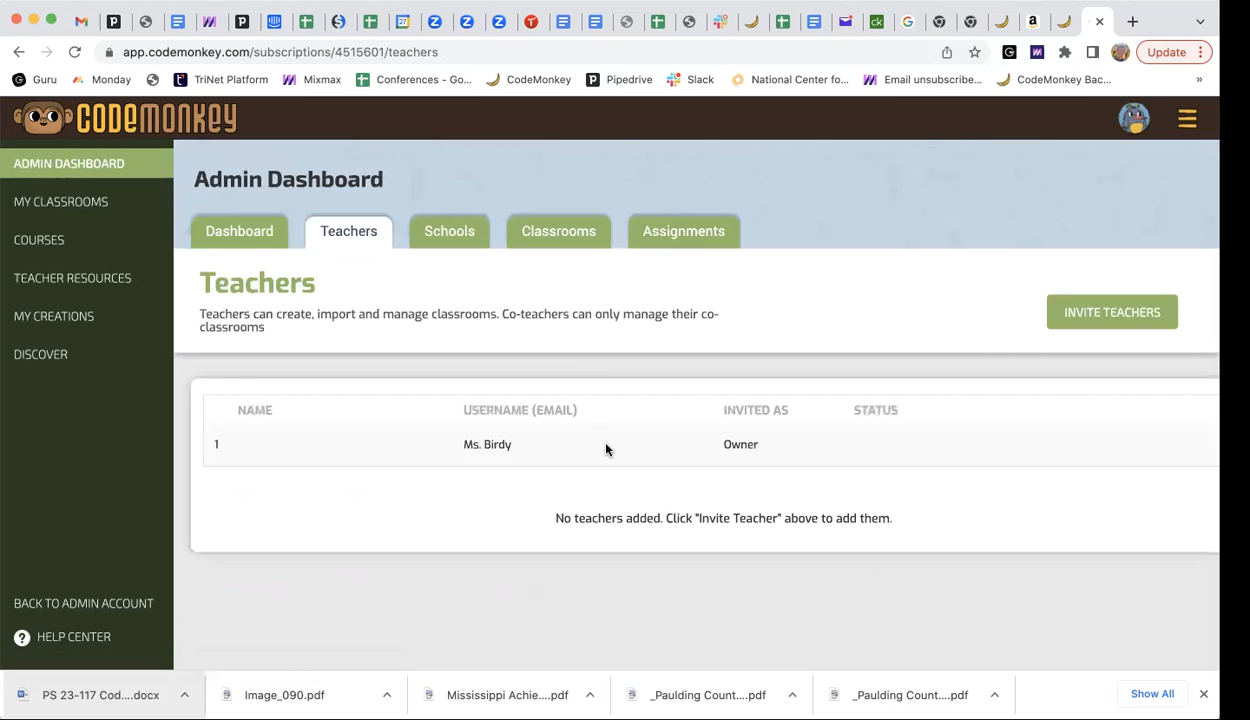 app.codemonkey.com/subscriptions/4515601/teachers
Update
Guru
Monday
TriNet Platform
Mixmax
Conferences - Go...
CodeMonkey
Pipedrive
Slack
National Center fo...
Email unsubscribe...
CodeMonkey Bac...
»
CODEMONKEY
ADMIN DASHBOARD
MY CLASSROOMS
COURSES
TEACHER RESOURCES
MY CREATIONS
DISCOVER
BACK TO ADMIN ACCOUNT
? HELP CENTER
Admin Dashboard
Dashboard
Teachers
Schools
Classrooms
Assignments
Teachers
Teachers can create, import and manage classrooms. Co-teachers can only manage their co-
classrooms
INVITE TEACHERS
NAME USERNAME (EMAIL) INVITED AS STATUS
1 Ms. Birdy Owner
No teachers added. Click "Invite Teacher" above to add them.
PS 23-117 Cod....docx
Image_090.pdf
Mississippi Achie....pdf
_Paulding Count....pdf
_Paulding Count....pdf
Show All